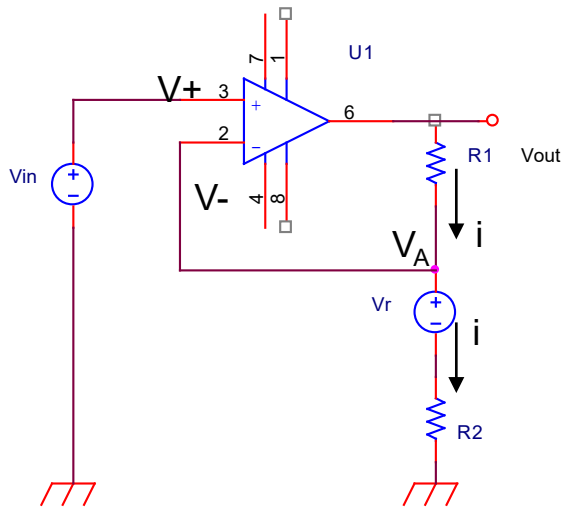 U1
7
1
V+
3
+
6
2
−
R1
Vout
Vin
+
−
V-
4
8
i
VA
Vr
+
−
i
R2